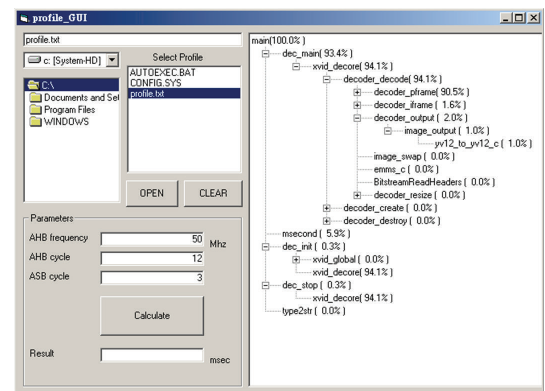 profile_GUI
profile.txt
c: [System-HD]
C:\
Documents and Set
Program Files
WINDOWS
Select Profile
AUTOEXEC.BAT
CONFIG.SYS
profile.txt
OPEN
CLEAR
Parameters
AHB frequency 50 Mhz
AHB cycle 12
ASB cycle 3
Calculate
Result msec
main(100.0% )
dec_main( 93.4% )
xvid_decore( 94.1% )
decoder_decode( 94.1% )
decoder_pframe( 90.5% )
decoder_iframe ( 1.6% )
decoder_output ( 2.0% )
image_output ( 1.0% )
yv12_to_yv12_c ( 1.0% )
image_swap ( 0.0% )
emms_c ( 0.0% )
BitstreamReadHeaders ( 0.0% )
decoder_resize ( 0.0% )
decoder_create ( 0.0% )
decoder_destroy ( 0.0% )
msecond ( 5.9% )
dec_init ( 0.3% )
xvid_global ( 0.0% )
xvid_decore( 94.1% )
dec_stop ( 0.3% )
xvid_decore( 94.1% )
type2str ( 0.0% )